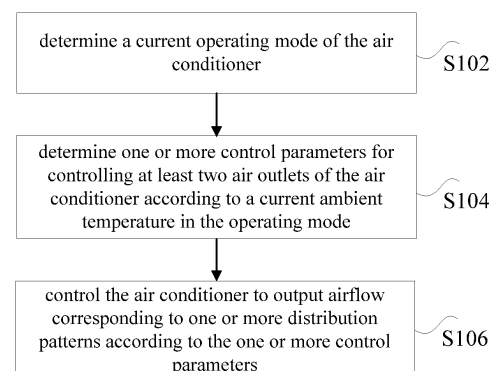 determine a current operating mode of the air
conditioner
S102
determine one or more control parameters for
controlling at least two air outlets of the air
conditioner according to a current ambient
temperature in the operating mode
S104
control the air conditioner to output airflow
corresponding to one or more distribution
patterns according to the one or more control
parameters
S106